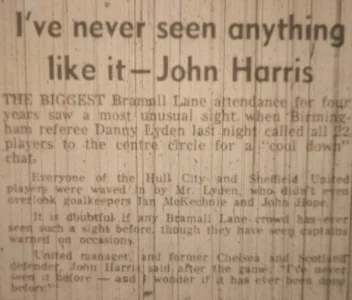 I've never seen anything
like it—John Harris
THE BIGGEST Bramall Lane attendance for four
years saw a most unusual sight, when Birming-
ham referee Danny Lyden last night called all 22
players to the centre circle for a "cool down"
chat.
Everyone of the Hull City and Sheffield United
players were waved in by Mr. Lyden, who didn't even
overlook goalkeepers Ian McKechnie and John Hope.
It is doubtful if any Bramall Lane crowd has ever
seen such a sight before, though they have seen captains
warned on occasions.
United manager, and former Chelsea and Scotland
defender, John Harris said after the game: "I've never
seen it before — and I wonder if it has ever been done
before"